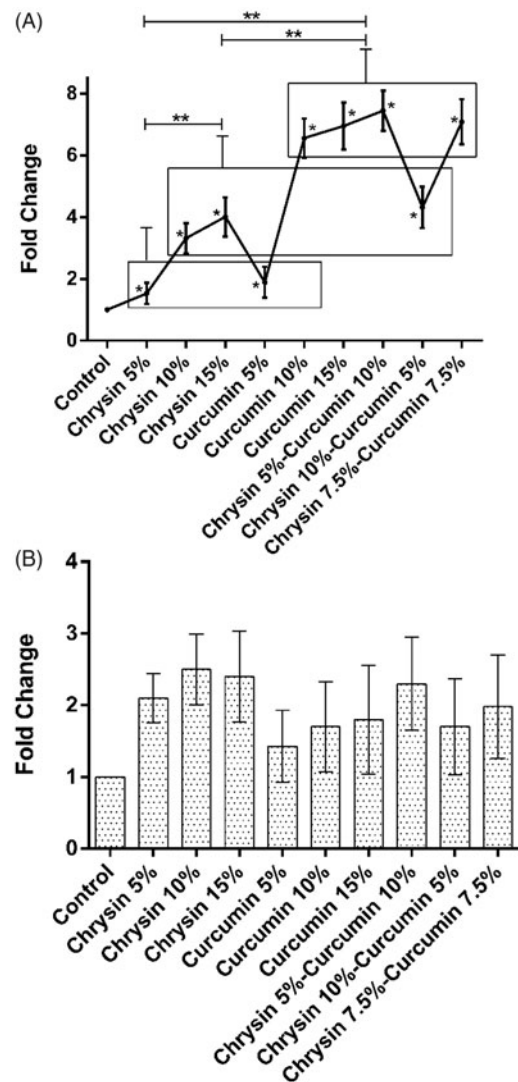 (A)
**
**
**
Fold Change
8
6
4
2
0
*
*
*
*
*
*
*
*
*
Control
Chrysin 5%
Chrysin 10%
Chrysin 15%
Curcumin 5%
Curcumin 10%
Curcumin 15%
Chrysin 5%-Curcumin 10%
Chrysin 10%-Curcumin 5%
Chrysin 7.5%-Curcumin 7.5%
(B)
Fold Change
4
3
2
1
0
Control
Chrysin 5%
Chrysin 10%
Chrysin 15%
Curcumin 5%
Curcumin 10%
Curcumin 15%
Chrysin 5%-Curcumin 10%
Chrysin 10%-Curcumin 5%
Chrysin 7.5%-Curcumin 7.5%